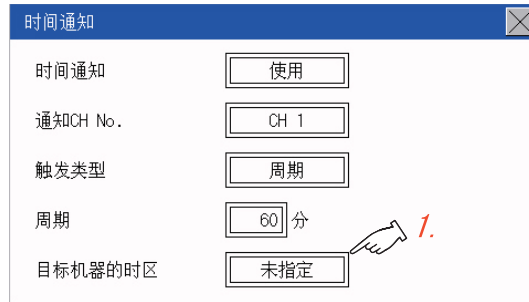 时间通知
时间通知 使用
通知CH No. CH 1
触发类型 周期
周期 60 分
1.
目标机器的时区 未指定